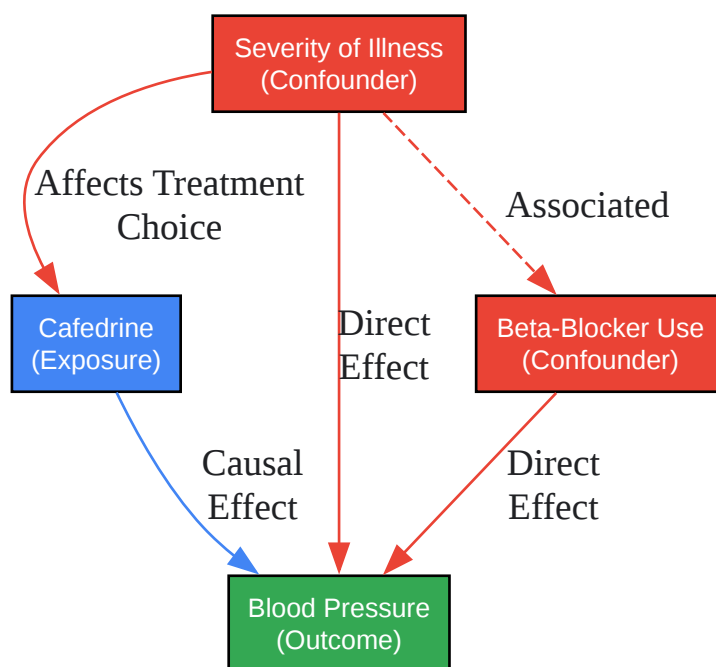 Severity of Illness
(Confounder)
Affects Treatment
Choice
Associated
Cafedrine
(Exposure)
Direct
Effect
Beta-Blocker Use
(Confounder)
Causal
Effect
Direct
Effect
Blood Pressure
(Outcome)